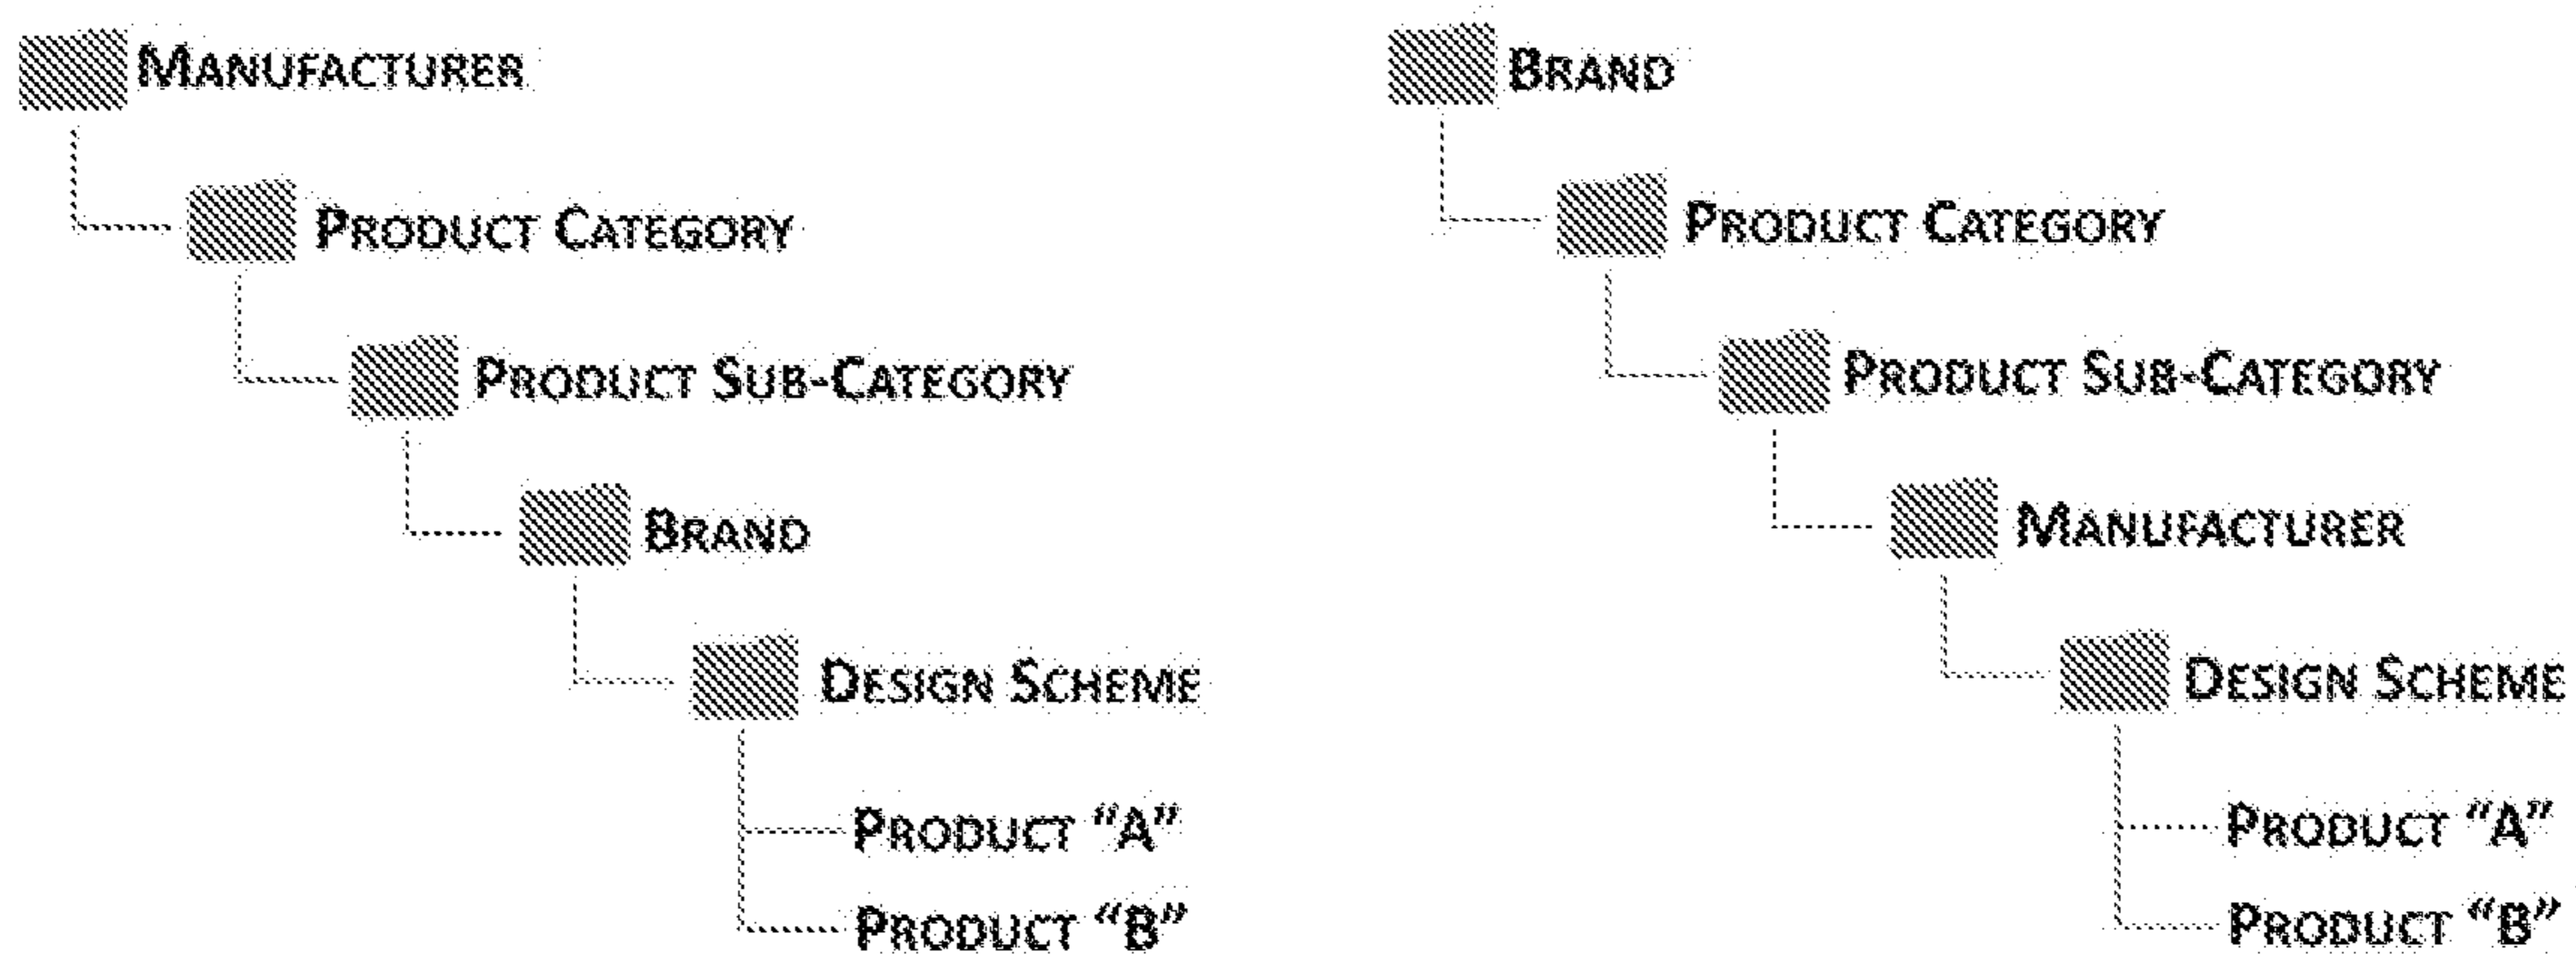 MANUFACTURER
PRODUCT CATEGORY
PRODUCT SUB-CATEGORY
BRAND
DESIGN SCHEME
PRODUCT “A”
PRODUCT “B”
BRAND
PRODUCT CATEGORY
PRODUCT SUB-CATEGORY
MANUFACTURER
DESIGN SCHEME
PRODUCT “A”
PRODUCT “B”